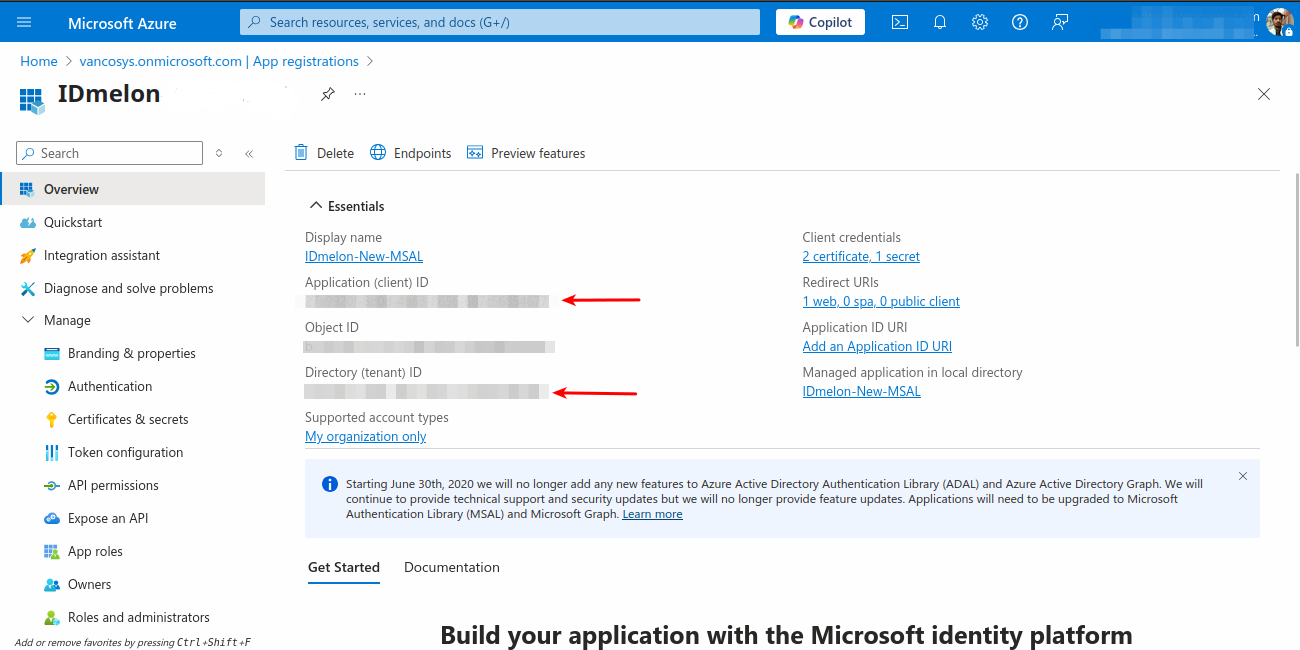 Microsoft Azure
Search resources, services, and docs (G+/)
Copilot
Home > vancosys.onmicrosoft.com | App registrations >
IDmelon
...
Search
Delete
Endpoints
Preview features
Overview
Quickstart
Integration assistant
Diagnose and solve problems
Manage
Branding & properties
Authentication
Certificates & secrets
Token configuration
API permissions
Expose an API
App roles
Owners
Roles and administrators
Add or remove favorites by pressing Ctrl+Shift+F
Essentials
Display name
IDmelon-New-MSAL
Application (client) ID
Object ID
Directory (tenant) ID
Supported account types
My organization only
Client credentials
2 certificate, 1 secret
Redirect URIs
1 web, 0 spa, 0 public client
Application ID URI
Add an Application ID URI
Managed application in local directory
IDmelon-New-MSAL
Starting June 30th, 2020 we will no longer add any new features to Azure Active Directory Authentication Library (ADAL) and Azure Active Directory Graph. We will
continue to provide technical support and security updates but we will no longer provide feature updates. Applications will need to be upgraded to Microsoft
Authentication Library (MSAL) and Microsoft Graph. Learn more
Get Started
Documentation
Build your application with the Microsoft identity platform